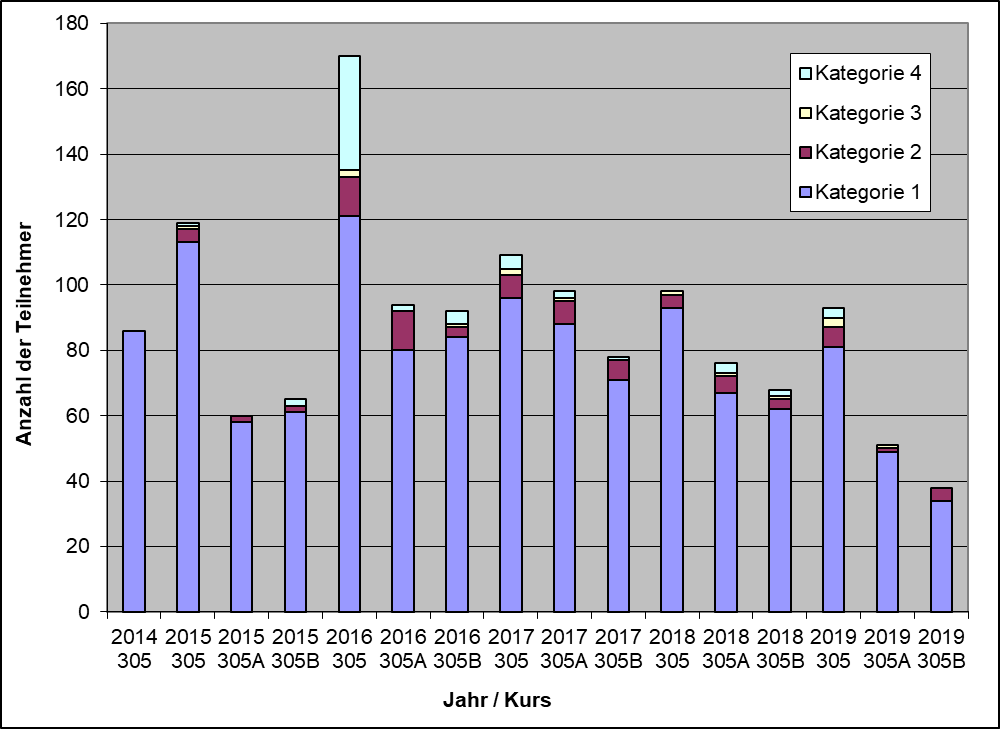 180
160
140
120
100
80
60
40
20
0
Anzahl der Teilnehmer
Kategorie 4
Kategorie 3
Kategorie 2
Kategorie 1
2014 2015 2015 2015 2016 2016 2016 2017 2017 2017 2018 2018 2018 2019 2019 2019
305 305 305A 305B 305 305A 305B 305 305A 305B 305 305A 305B 305 305A 305B
Jahr / Kurs